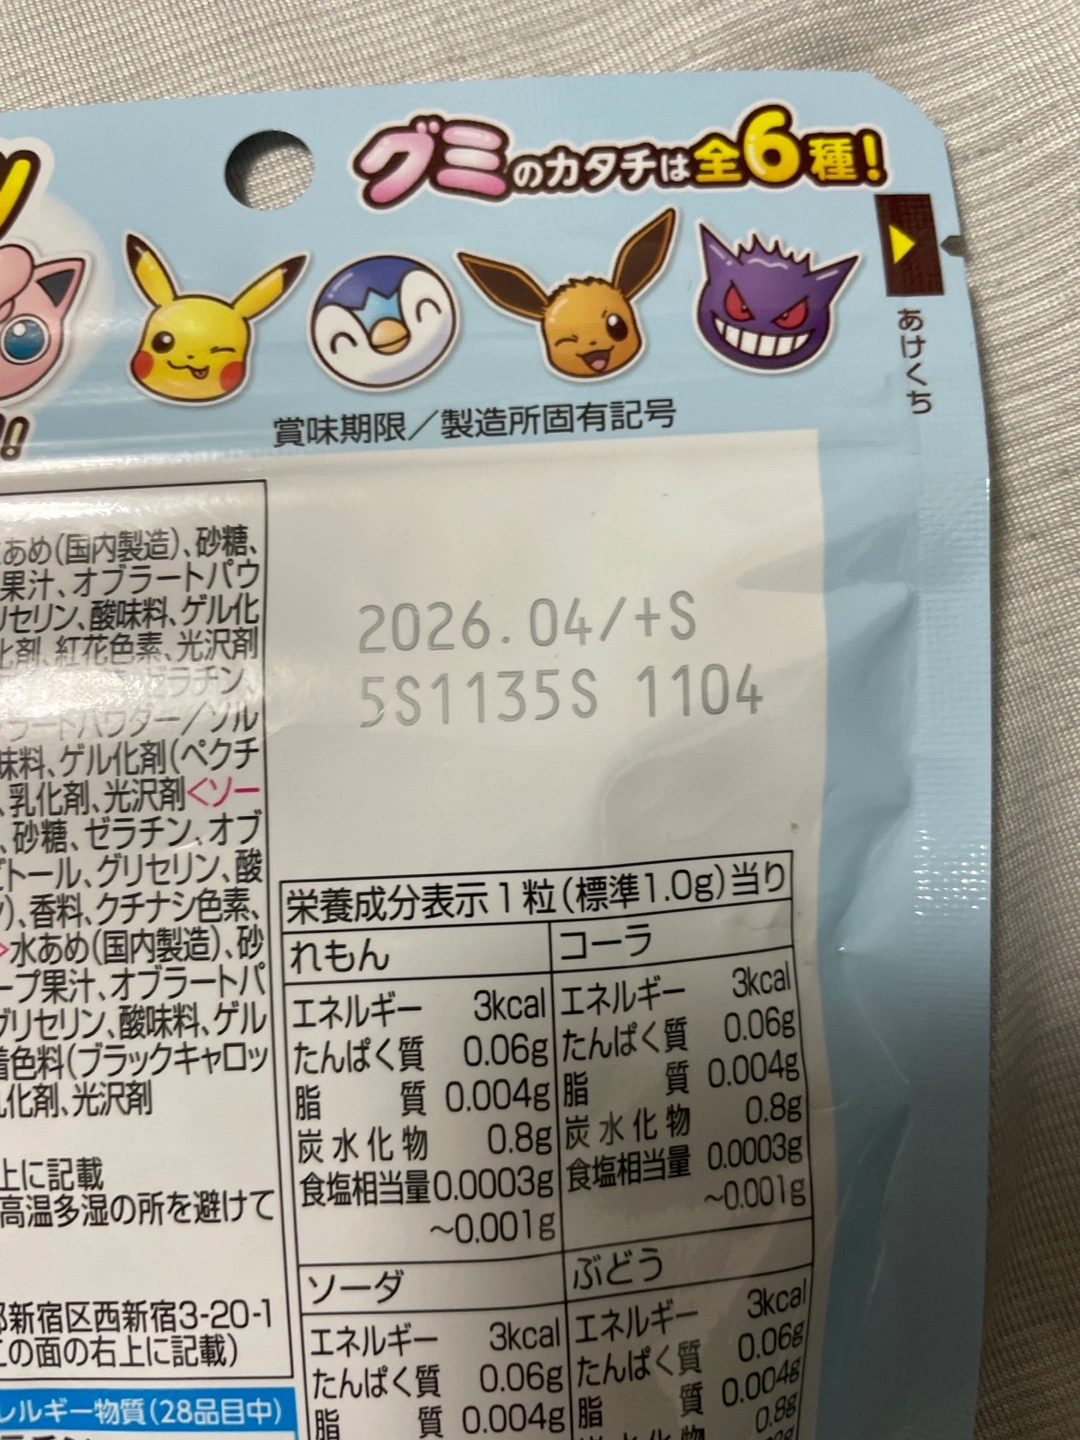 グミのカタチは全6種!
あけくち
賞味期限/製造所固有記号
2026.04/+S
5S1135S 1104
あめ(国内製造)、砂糖、
果汁、オブラートパウ
リセリン、酸味料、ゲル化
化剤、紅花色素、光沢剤
ゼラチン、
ラートパウダー/ソル
味料、ゲル化剤(ペクチ
、乳化剤、光沢剤<ソー
、砂糖、ゼラチン、オブ
ビトール、グリセリン、酸
)、香料、クチナシ色素、
>水あめ(国内製造)、砂
ープ果汁、オブラートパ
グリセリン、酸味料、ゲル
着色料(ブラックキャロッ
乳化剤、光沢剤
上に記載
高温多湿の所を避けて
都新宿区西新宿3-20-1
この面の右上に記載)
レルギー物質(28品目中)
栄養成分表示1粒(標準1.0g)当り
れもん
エネルギー 3kcal
たんぱく質 0.06g
脂質 0.004g
炭水化物 0.8g
食塩相当量0.0003g
~0.001g
コーラ
エネルギー 3kcal
たんぱく質 0.06g
脂質 0.004g
炭水化物 0.8g
食塩相当量 0.0003g
~0.001g
ソーダ
エネルギー 3kcal
たんぱく質 0.06g
脂質 0.004g
ぶどう
エネルギー 3kcal
たんぱく質 0.06g
脂質 0.004g
0.8g